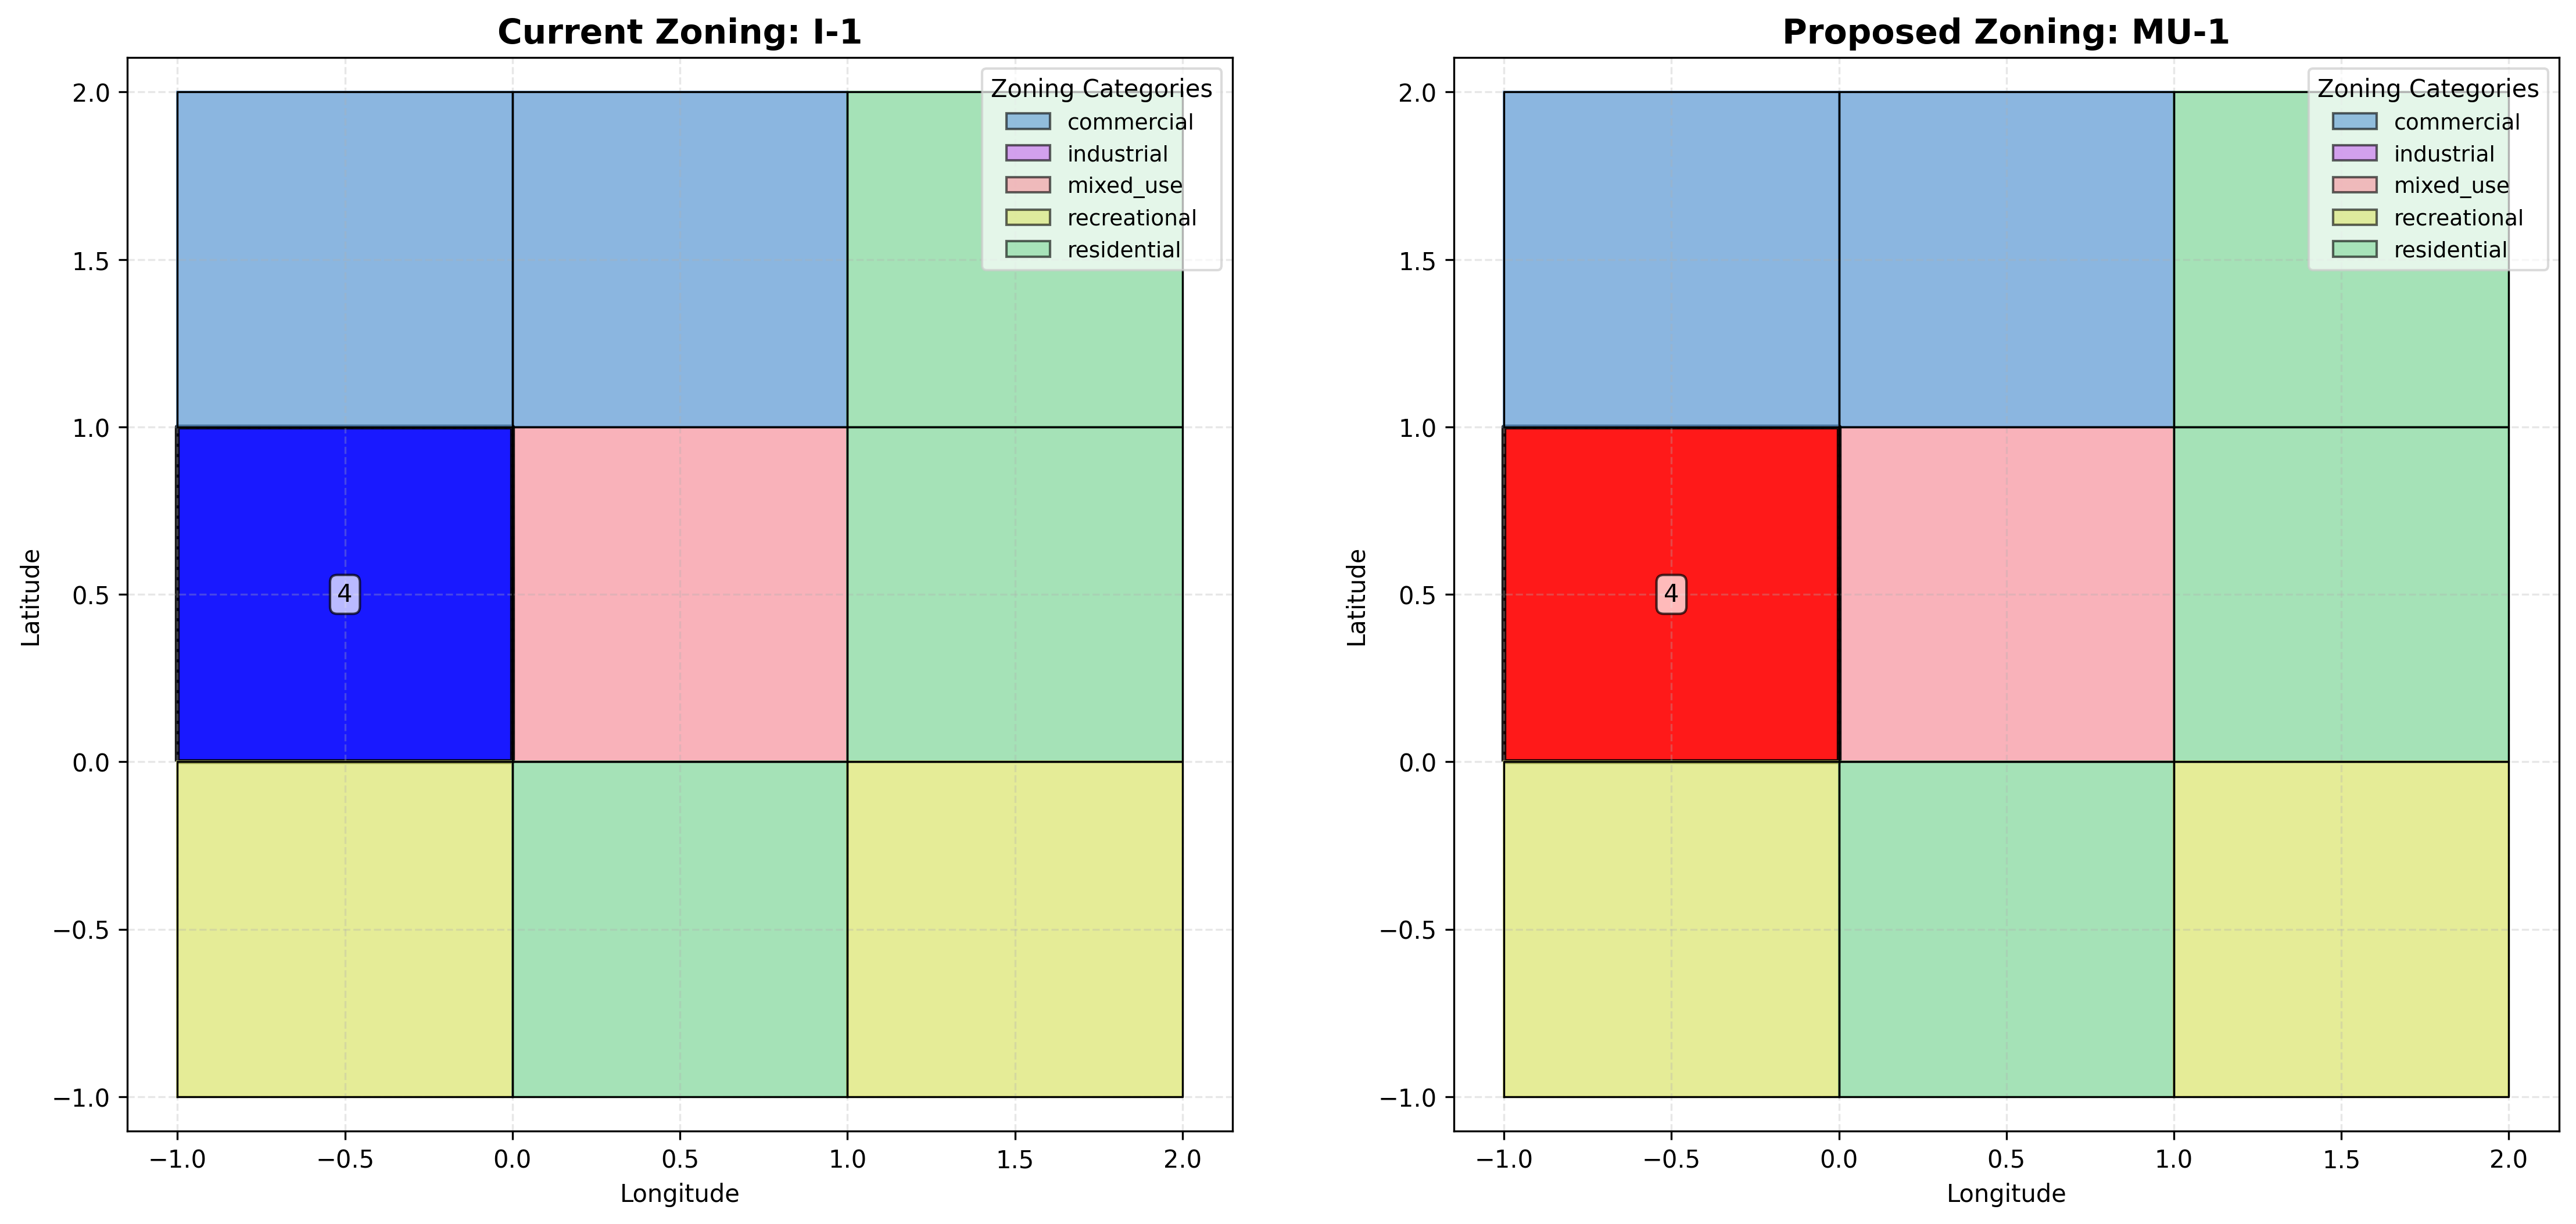 Current Zoning: I-1
Zoning Categories
commercial
industrial
mixed_use
recreational
residential
2.0
1.5
1.0
0.5
0.0
−0.5
−1.0
Latitude
4
−1.0 −0.5 0.0 0.5 1.0 1.5 2.0
Longitude
Proposed Zoning: MU-1
Zoning Categories
commercial
industrial
mixed_use
recreational
residential
2.0
1.5
1.0
0.5
0.0
−0.5
−1.0
Latitude
4
−1.0 −0.5 0.0 0.5 1.0 1.5 2.0
Longitude